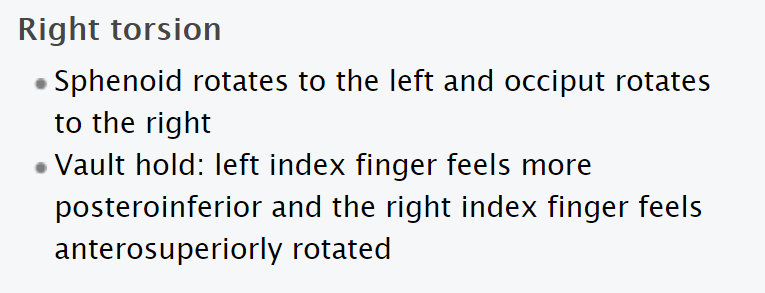 Right torsion
Sphenoid rotates to the left and occiput rotates
to the right
Vault hold: left index finger feels more
posteroinferior and the right index finger feels
anterosuperiorly rotated